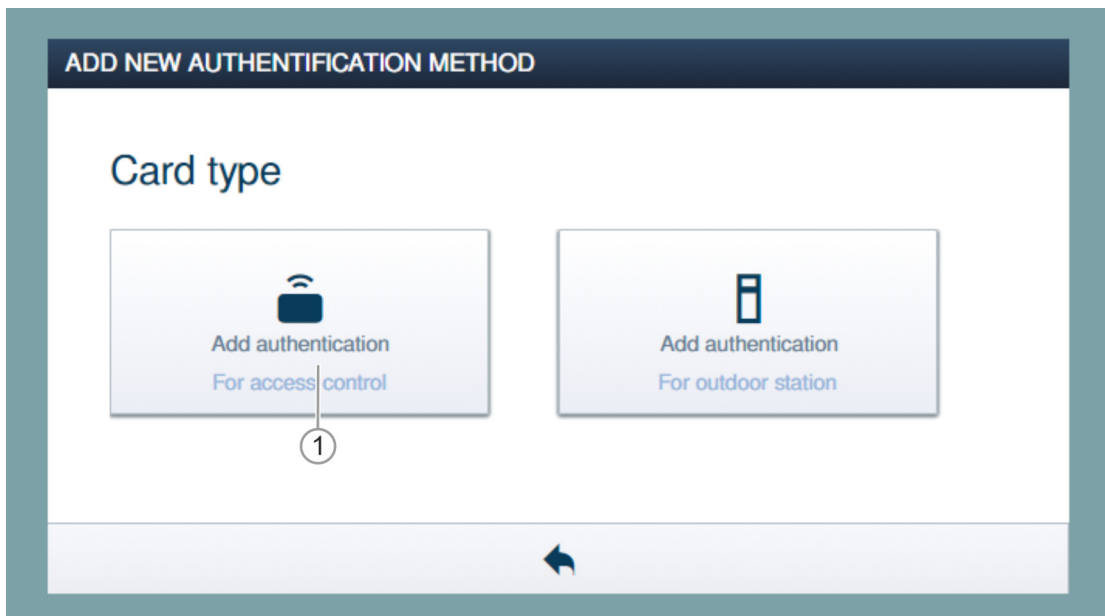 ADD NEW AUTHENTIFICATION METHOD
Card type
Add authentication
For access control
Add authentication
For outdoor station
1